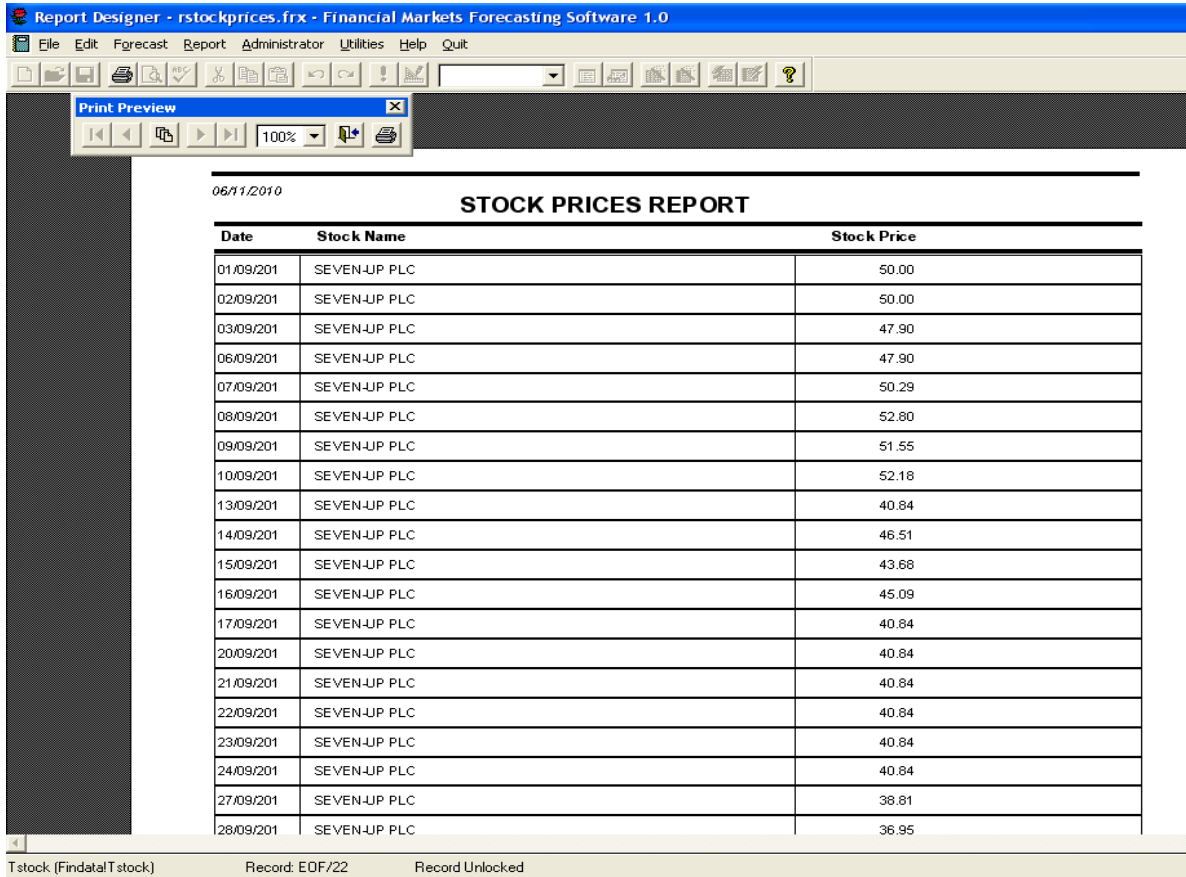 Report Designer - rstockprices.frx - Financial Markets Forecasting Software 1.0
File Edit Forecast Report Administrator Utilities Help Quit
Print Preview
100%
06/11/2010
STOCK PRICES REPORT
Date Stock Name Stock Price
01/09/201 SEVEN-UP PLC 50.00
02/09/201 SEVEN-UP PLC 50.00
03/09/201 SEVEN-UP PLC 47.90
06/09/201 SEVEN-UP PLC 47.90
07/09/201 SEVEN-UP PLC 50.29
08/09/201 SEVEN-UP PLC 52.80
09/09/201 SEVEN-UP PLC 51.55
10/09/201 SEVEN-UP PLC 52.18
13/09/201 SEVEN-UP PLC 40.84
14/09/201 SEVEN-UP PLC 46.51
15/09/201 SEVEN-UP PLC 43.68
16/09/201 SEVEN-UP PLC 45.09
17/09/201 SEVEN-UP PLC 40.84
20/09/201 SEVEN-UP PLC 40.84
21/09/201 SEVEN-UP PLC 40.84
22/09/201 SEVEN-UP PLC 40.84
23/09/201 SEVEN-UP PLC 40.84
24/09/201 SEVEN-UP PLC 40.84
27/09/201 SEVEN-UP PLC 38.81
28/09/201 SEVEN-UP PLC 36.95
Tstock (Findata!Tstock) Record: EOF/22 Record Unlocked